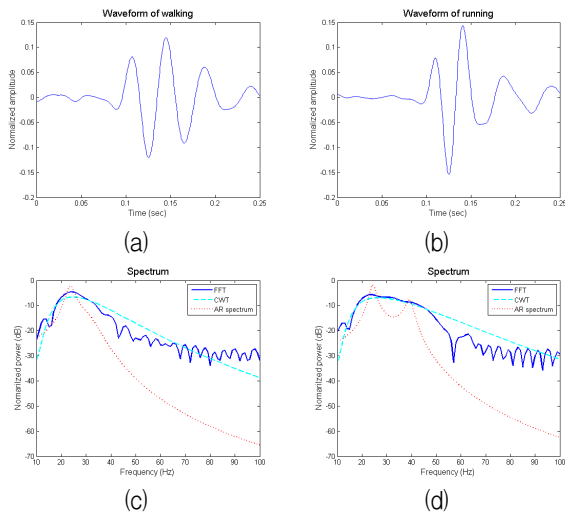 Waveform of walking
0.15
0.1
0.05
0
-0.05
-0.1
-0.15
-0.2
Normalized amplitude
0 0.05 0.1 0.15 0.2 0.25
Time (sec)
(a)
Waveform of running
0.15
0.1
0.05
0
-0.05
-0.1
-0.15
-0.2
Normalized amplitude
0 0.05 0.1 0.15 0.2 0.25
Time (sec)
(b)
Spectrum
FFT
CWT
AR spectrum
0
-10
-20
-30
-40
-50
-60
-70
Nomarlized power (dB)
10 20 30 40 50 60 70 80 90 100
Frequency (Hz)
(c)
Spectrum
FFT
CWT
AR spectrum
0
-10
-20
-30
-40
-50
-60
-70
Nomarlized power (dB)
10 20 30 40 50 60 70 80 90 100
Frequency (Hz)
(d)